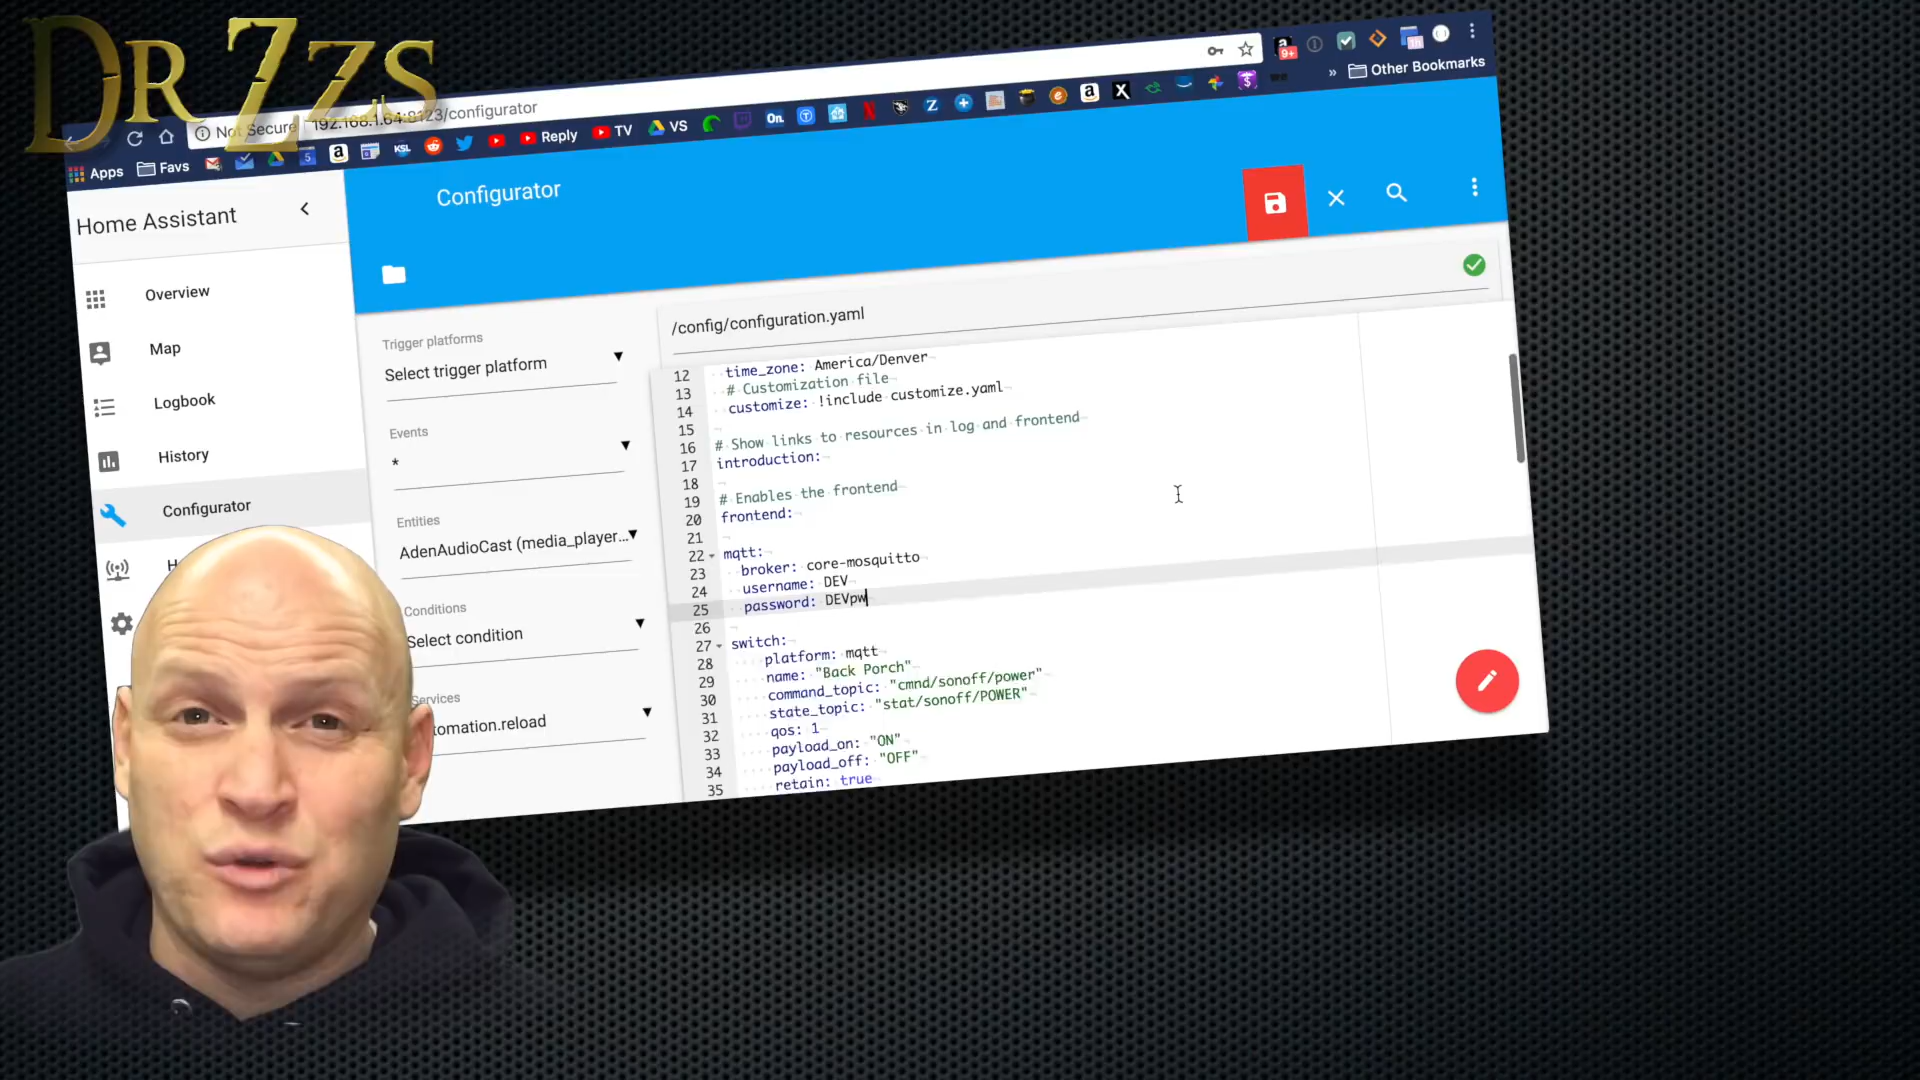 DR ZZS
Not Secure 192.168.1.64:8123/configurator
9+
Other Bookmarks
Apps
Favs
5
a
KSL
Reply
TV
VS
On.
Z
a
X
Home Assistant
Configurator
Overview
Map
Logbook
History
Configurator
H
Trigger platforms
Select trigger platform
Events
*
Entities
AdenAudioCast (media_player...
Conditions
Select condition
Services
tomation.reload
/config/configuration.yaml
12 time_zone: America/Denver
13 # Customization file
14 customize: !include customize.yaml
15
16 # Show links to resources in log and frontend
17 introduction:
18
19 # Enables the frontend
20 frontend:
21
22 mqtt:
23 broker: core-mosquitto
24 username: DEV
25 password: DEVpw
26
27 switch:
28 platform: mqtt
29 name: "Back Porch"
30 command_topic: "cmnd/sonoff/power"
31 state_topic: "stat/sonoff/POWER"
32 qos: 1
33 payload_on: "ON"
34 payload_off: "OFF"
35 retain: true